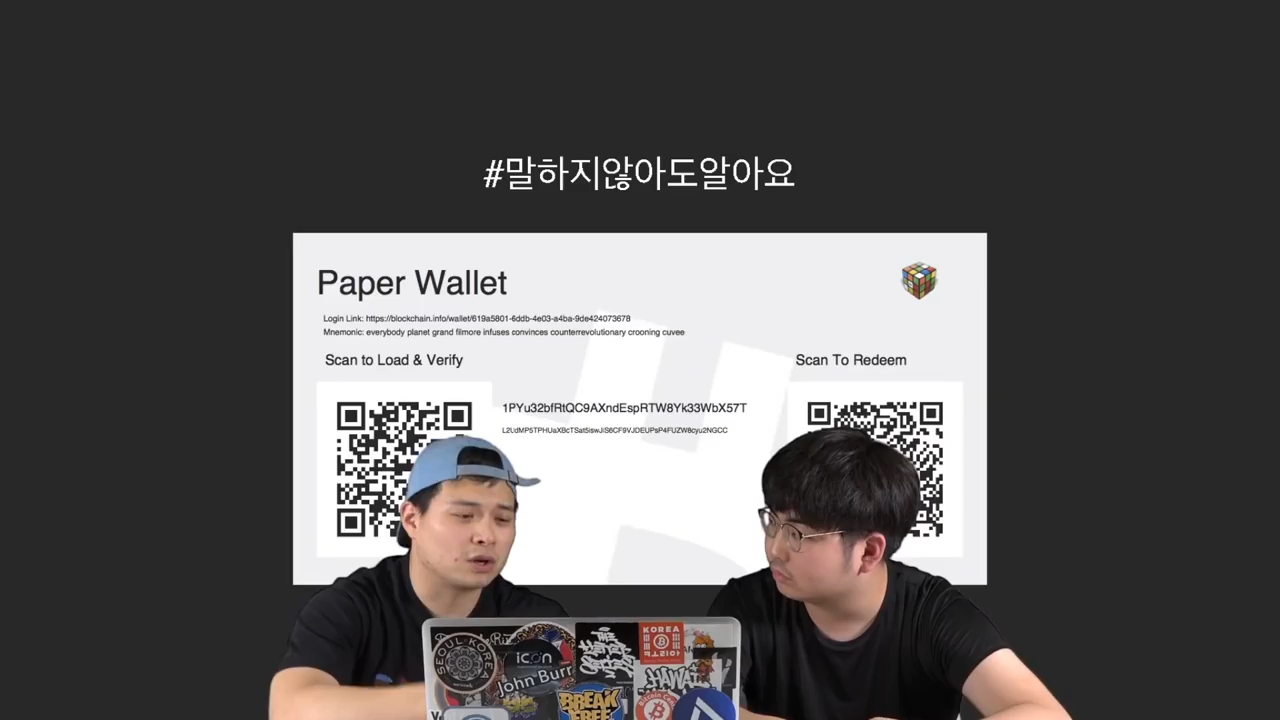 #말하지않아도알아요
Paper Wallet
Login Link: https://blockchain.info/wallet/619a5801-6ddb-4e03-a4ba-9de424073678
Mnemonic: everybody planet grand filmore infuses convinces counterrevolutionary crooning cuvee
Scan to Load & Verify
Scan To Redeem
1PYu32bfRtQC9AXndEspRTW8Yk33WbX57T
SEOUL·KOREA
icon
John Burr
THE
KOREA
HAWAII
BREAK
FREE